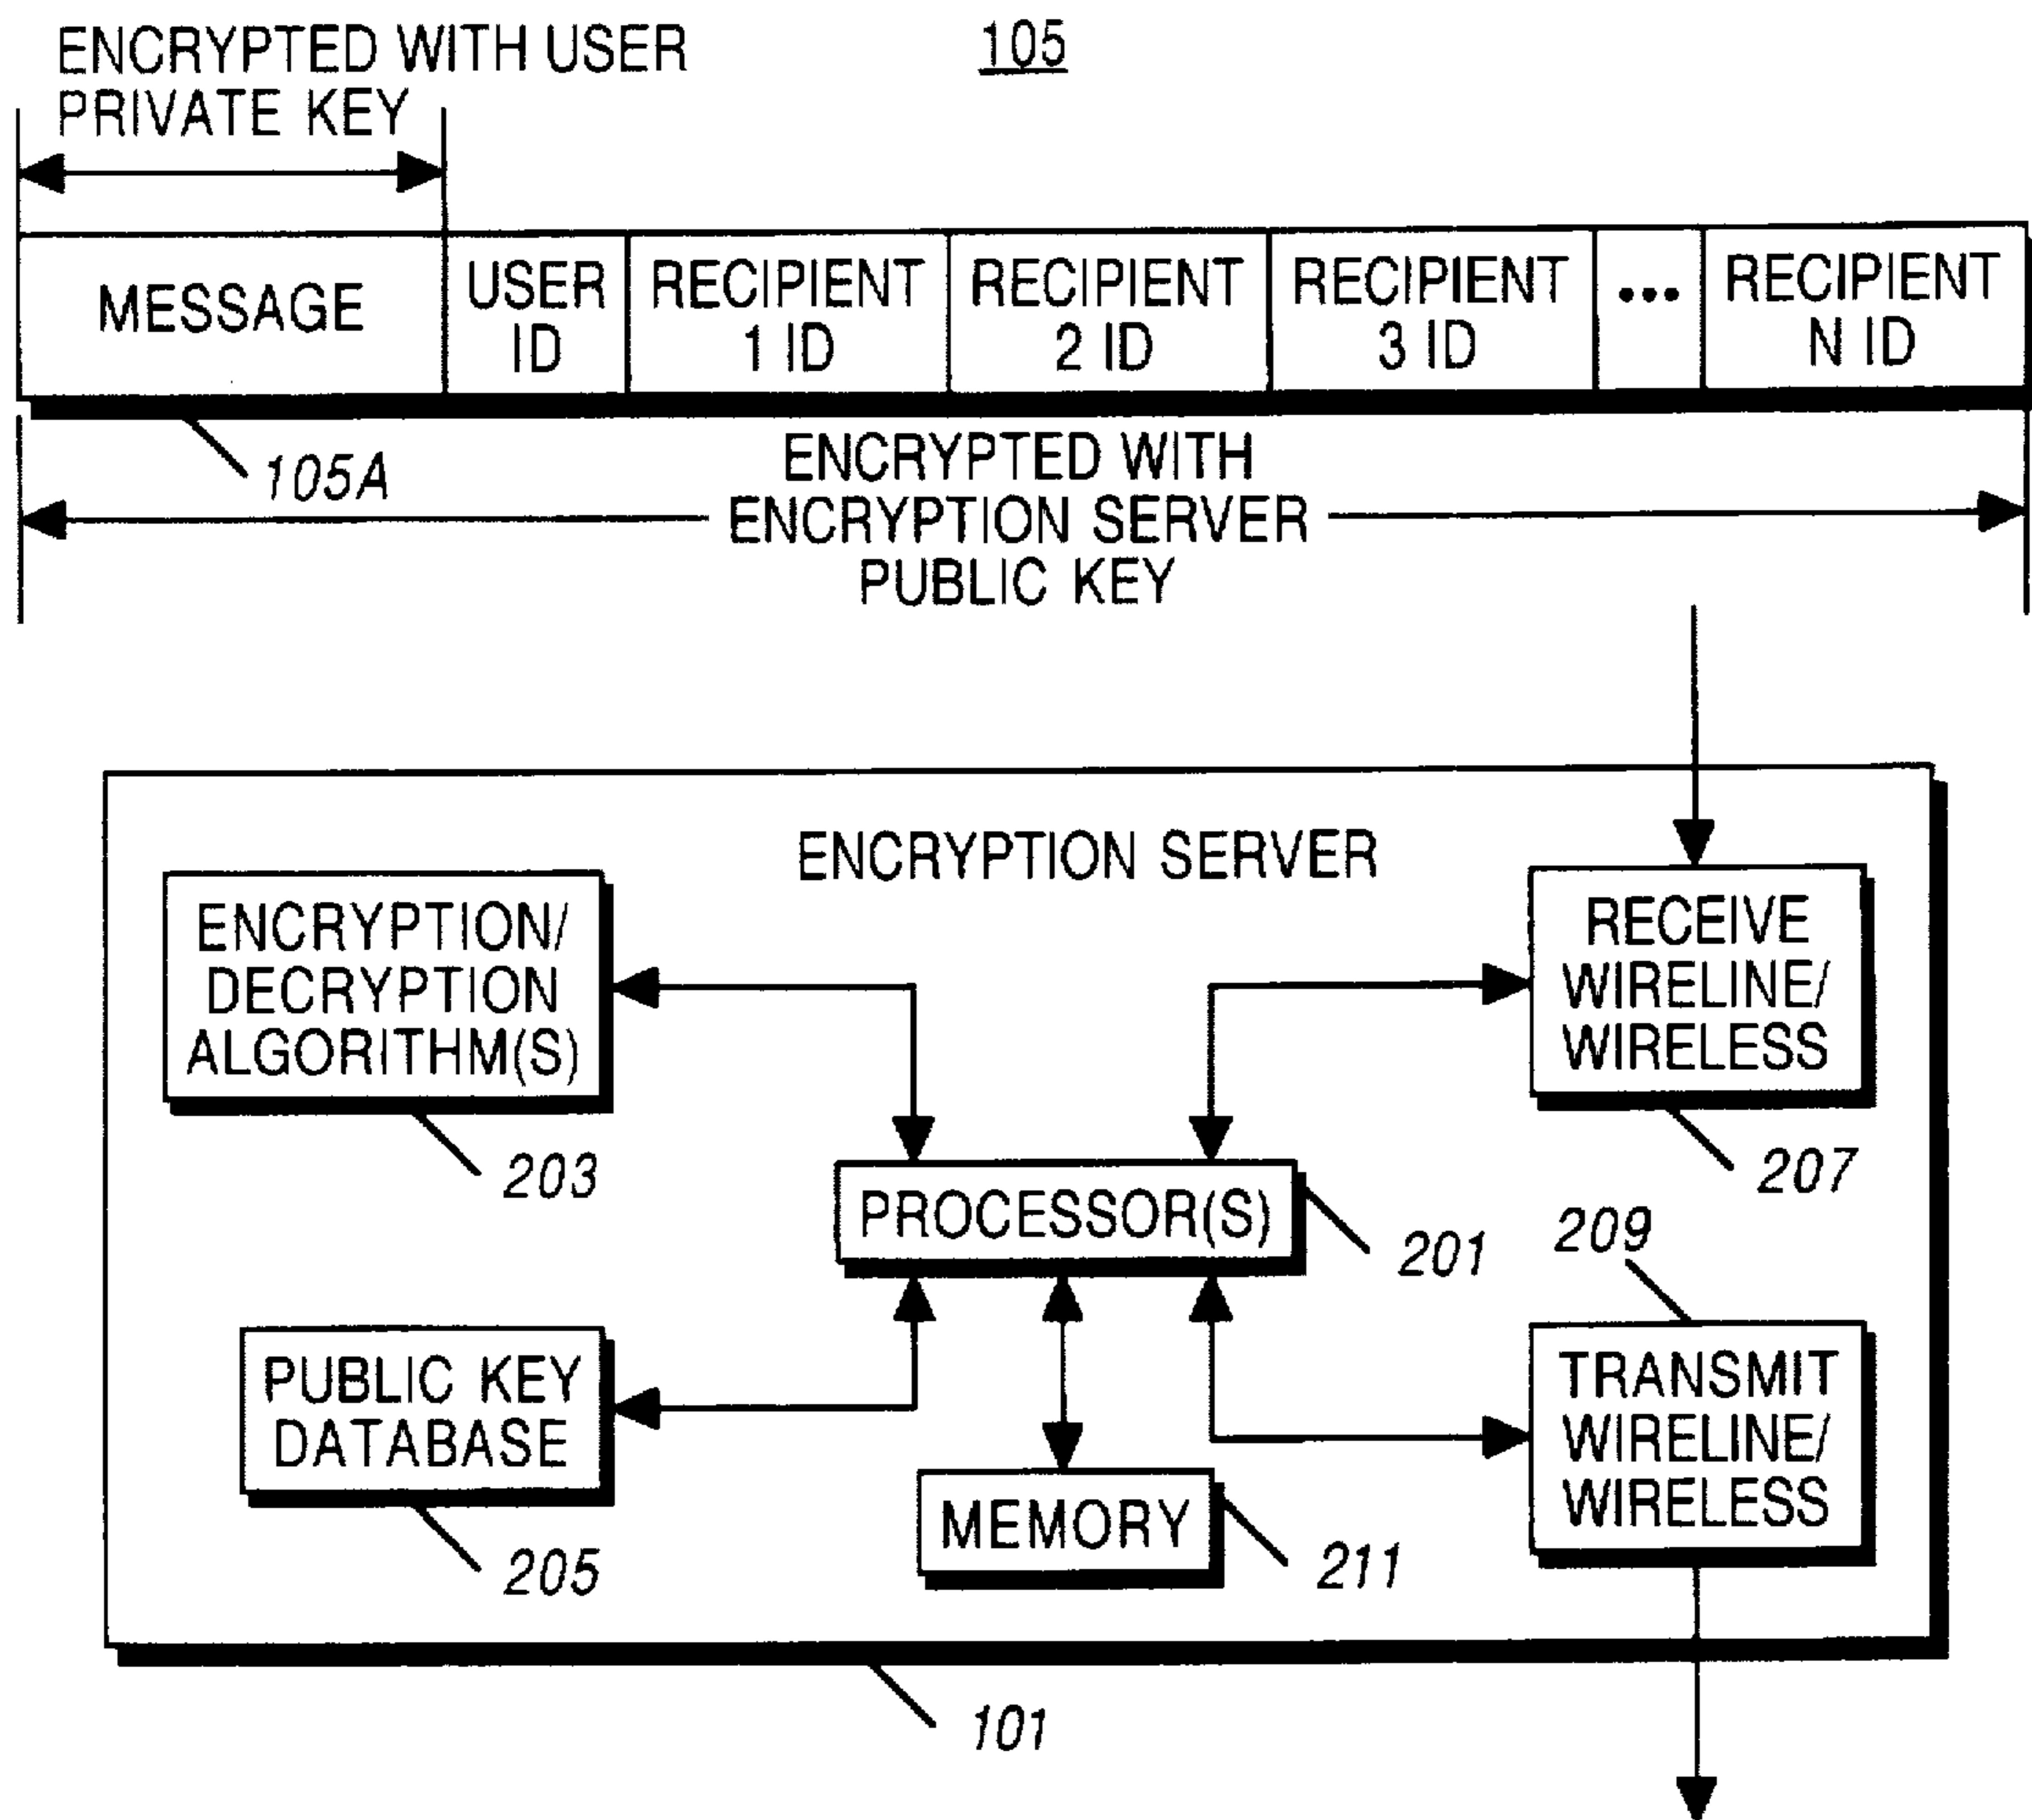 ENCRYPTED WITH USER
PRIVATE KEY
105
MESSAGE
USER
ID
RECIPIENT
1 ID
RECIPIENT
2 ID
RECIPIENT
3 ID
•••
RECIPIENT
N ID
105A
ENCRYPTED WITH
ENCRYPTION SERVER
PUBLIC KEY
ENCRYPTION SERVER
ENCRYPTION/
DECRYPTION
ALGORITHM(S)
203
RECEIVE
WIRELINE/
WIRELESS
207
PROCESSOR(S)
201
209
PUBLIC KEY
DATABASE
205
MEMORY
211
TRANSMIT
WIRELINE/
WIRELESS
101